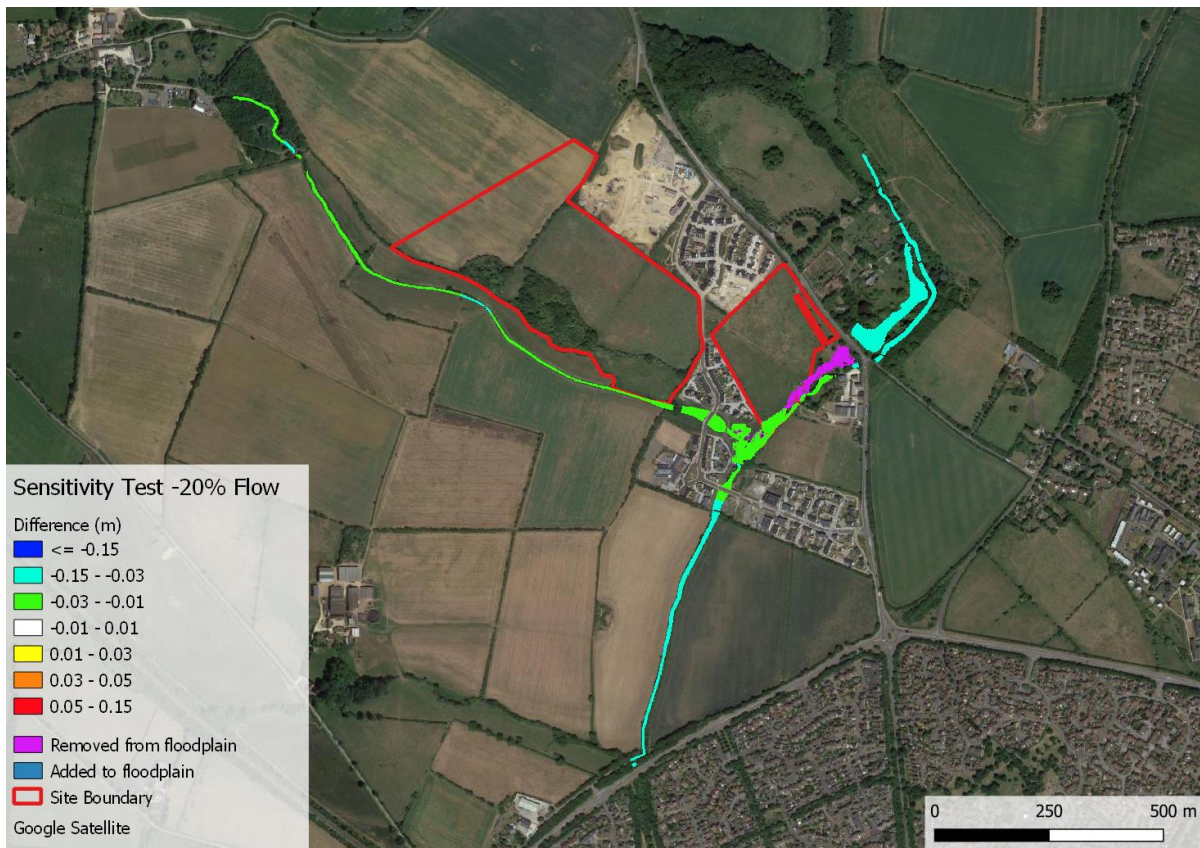 Sensitivity Test -20% Flow
Difference (m)
<= -0.15
-0.15 - -0.03
-0.03 - -0.01
-0.01 - 0.01
0.01 - 0.03
0.03 - 0.05
0.05 - 0.15
Removed from floodplain
Added to floodplain
Site Boundary
Google Satellite
0 250 500 m